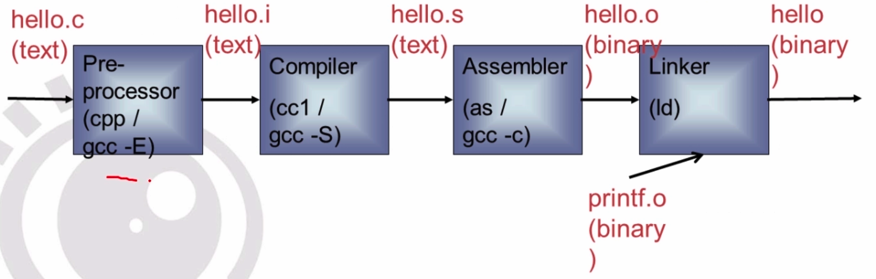 hello.c
(text)
hello.i
(text)
hello.s
(text)
hello.o
(binary
)
hello
(binary
)
Pre-
processor
(cpp /
gcc -E)
Compiler
(cc1 /
gcc -S)
Assembler
(as /
gcc -c)
Linker
(ld)
printf.o
(binary
)